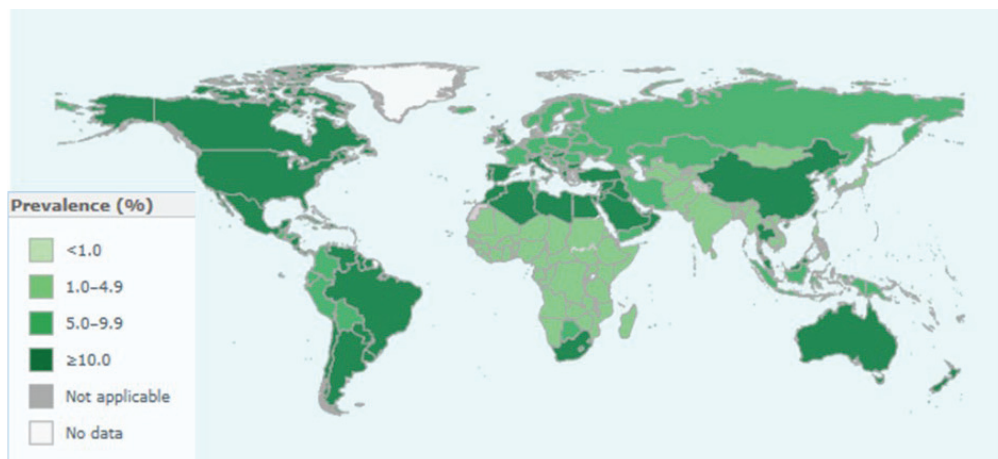 Prevalence (%)
<1.0
1.0–4.9
5.0–9.9
≥10.0
Not applicable
No data